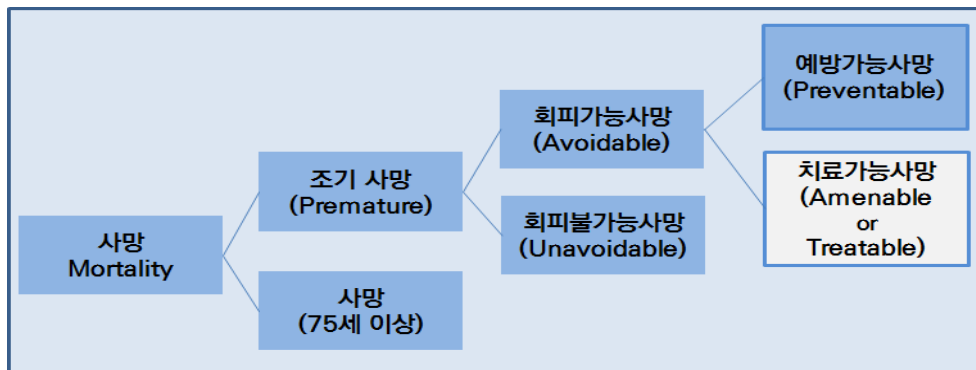 사망
Mortality
조기 사망
(Premature)
사망
(75세 이상)
회피가능사망
(Avoidable)
회피불가능사망
(Unavoidable)
예방가능사망
(Preventable)
치료가능사망
(Amenable
or
Treatable)